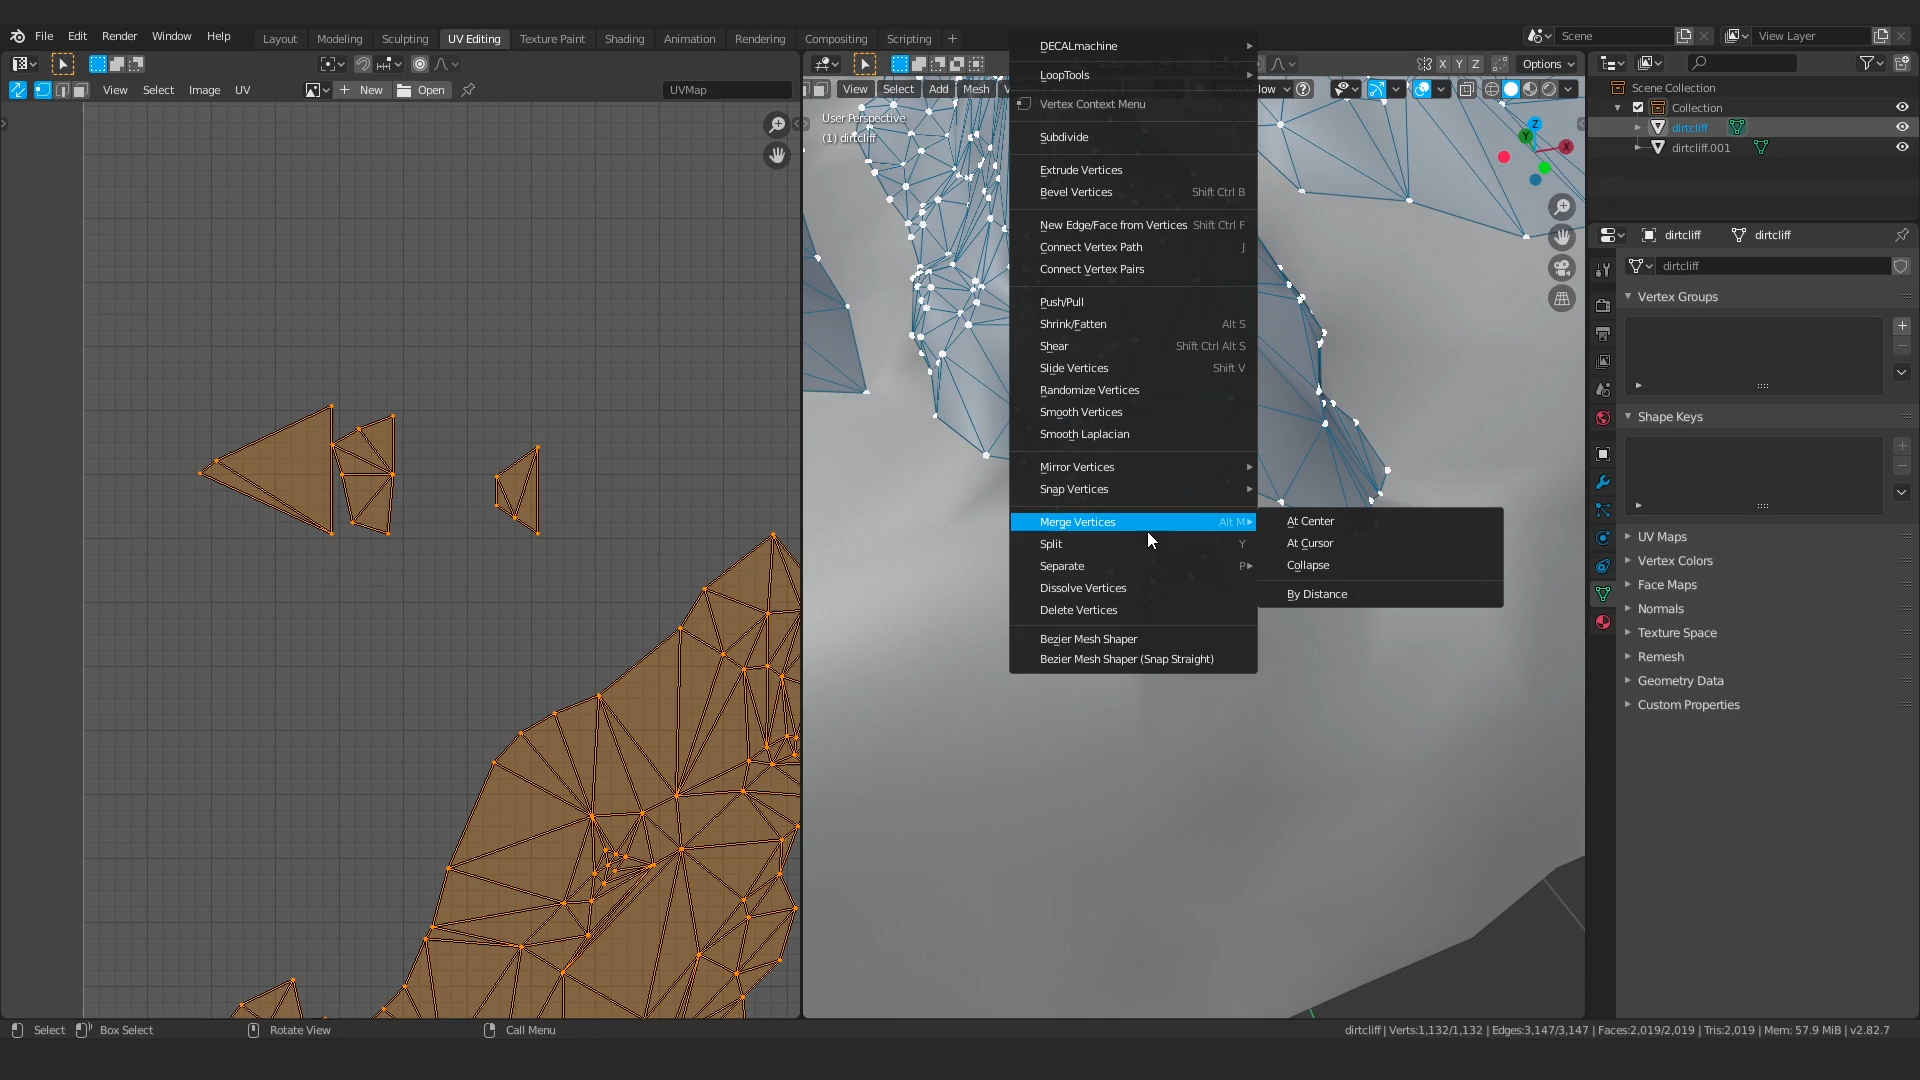 File Edit Render Window Help Layout Modeling Sculpting UV Editing Texture Paint Shading Animation Rendering Compositing Scripting + Scene View Layer
Options
X Y Z
View Select Image UV New Open UVMap
View Select Add Mesh
User Perspective
(1) dirtcliff
DECALmachine
LoopTools
Vertex Context Menu
Subdivide
Extrude Vertices
Bevel Vertices Shift Ctrl B
New Edge/Face from Vertices Shift Ctrl F
Connect Vertex Path J
Connect Vertex Pairs
Push/Pull
Shrink/Fatten Alt S
Shear Shift Ctrl Alt S
Slide Vertices Shift V
Randomize Vertices
Smooth Vertices
Smooth Laplacian
Mirror Vertices
Snap Vertices
Merge Vertices Alt M
Split Y
Separate P
Dissolve Vertices
Delete Vertices
Bezier Mesh Shaper
Bezier Mesh Shaper (Snap Straight)
At Center
At Cursor
Collapse
By Distance
Z
Y
X
Scene Collection
Collection
dirtcliff
dirtcliff.001
dirtcliff dirtcliff
dirtcliff
Vertex Groups
Shape Keys
UV Maps
Vertex Colors
Face Maps
Normals
Texture Space
Remesh
Geometry Data
Custom Properties
Select Box Select Rotate View Call Menu
dirtcliff | Verts:1,132/1,132 | Edges:3,147/3,147 | Faces:2,019/2,019 | Tris:2,019 | Mem: 57.9 MiB | v2.82.7